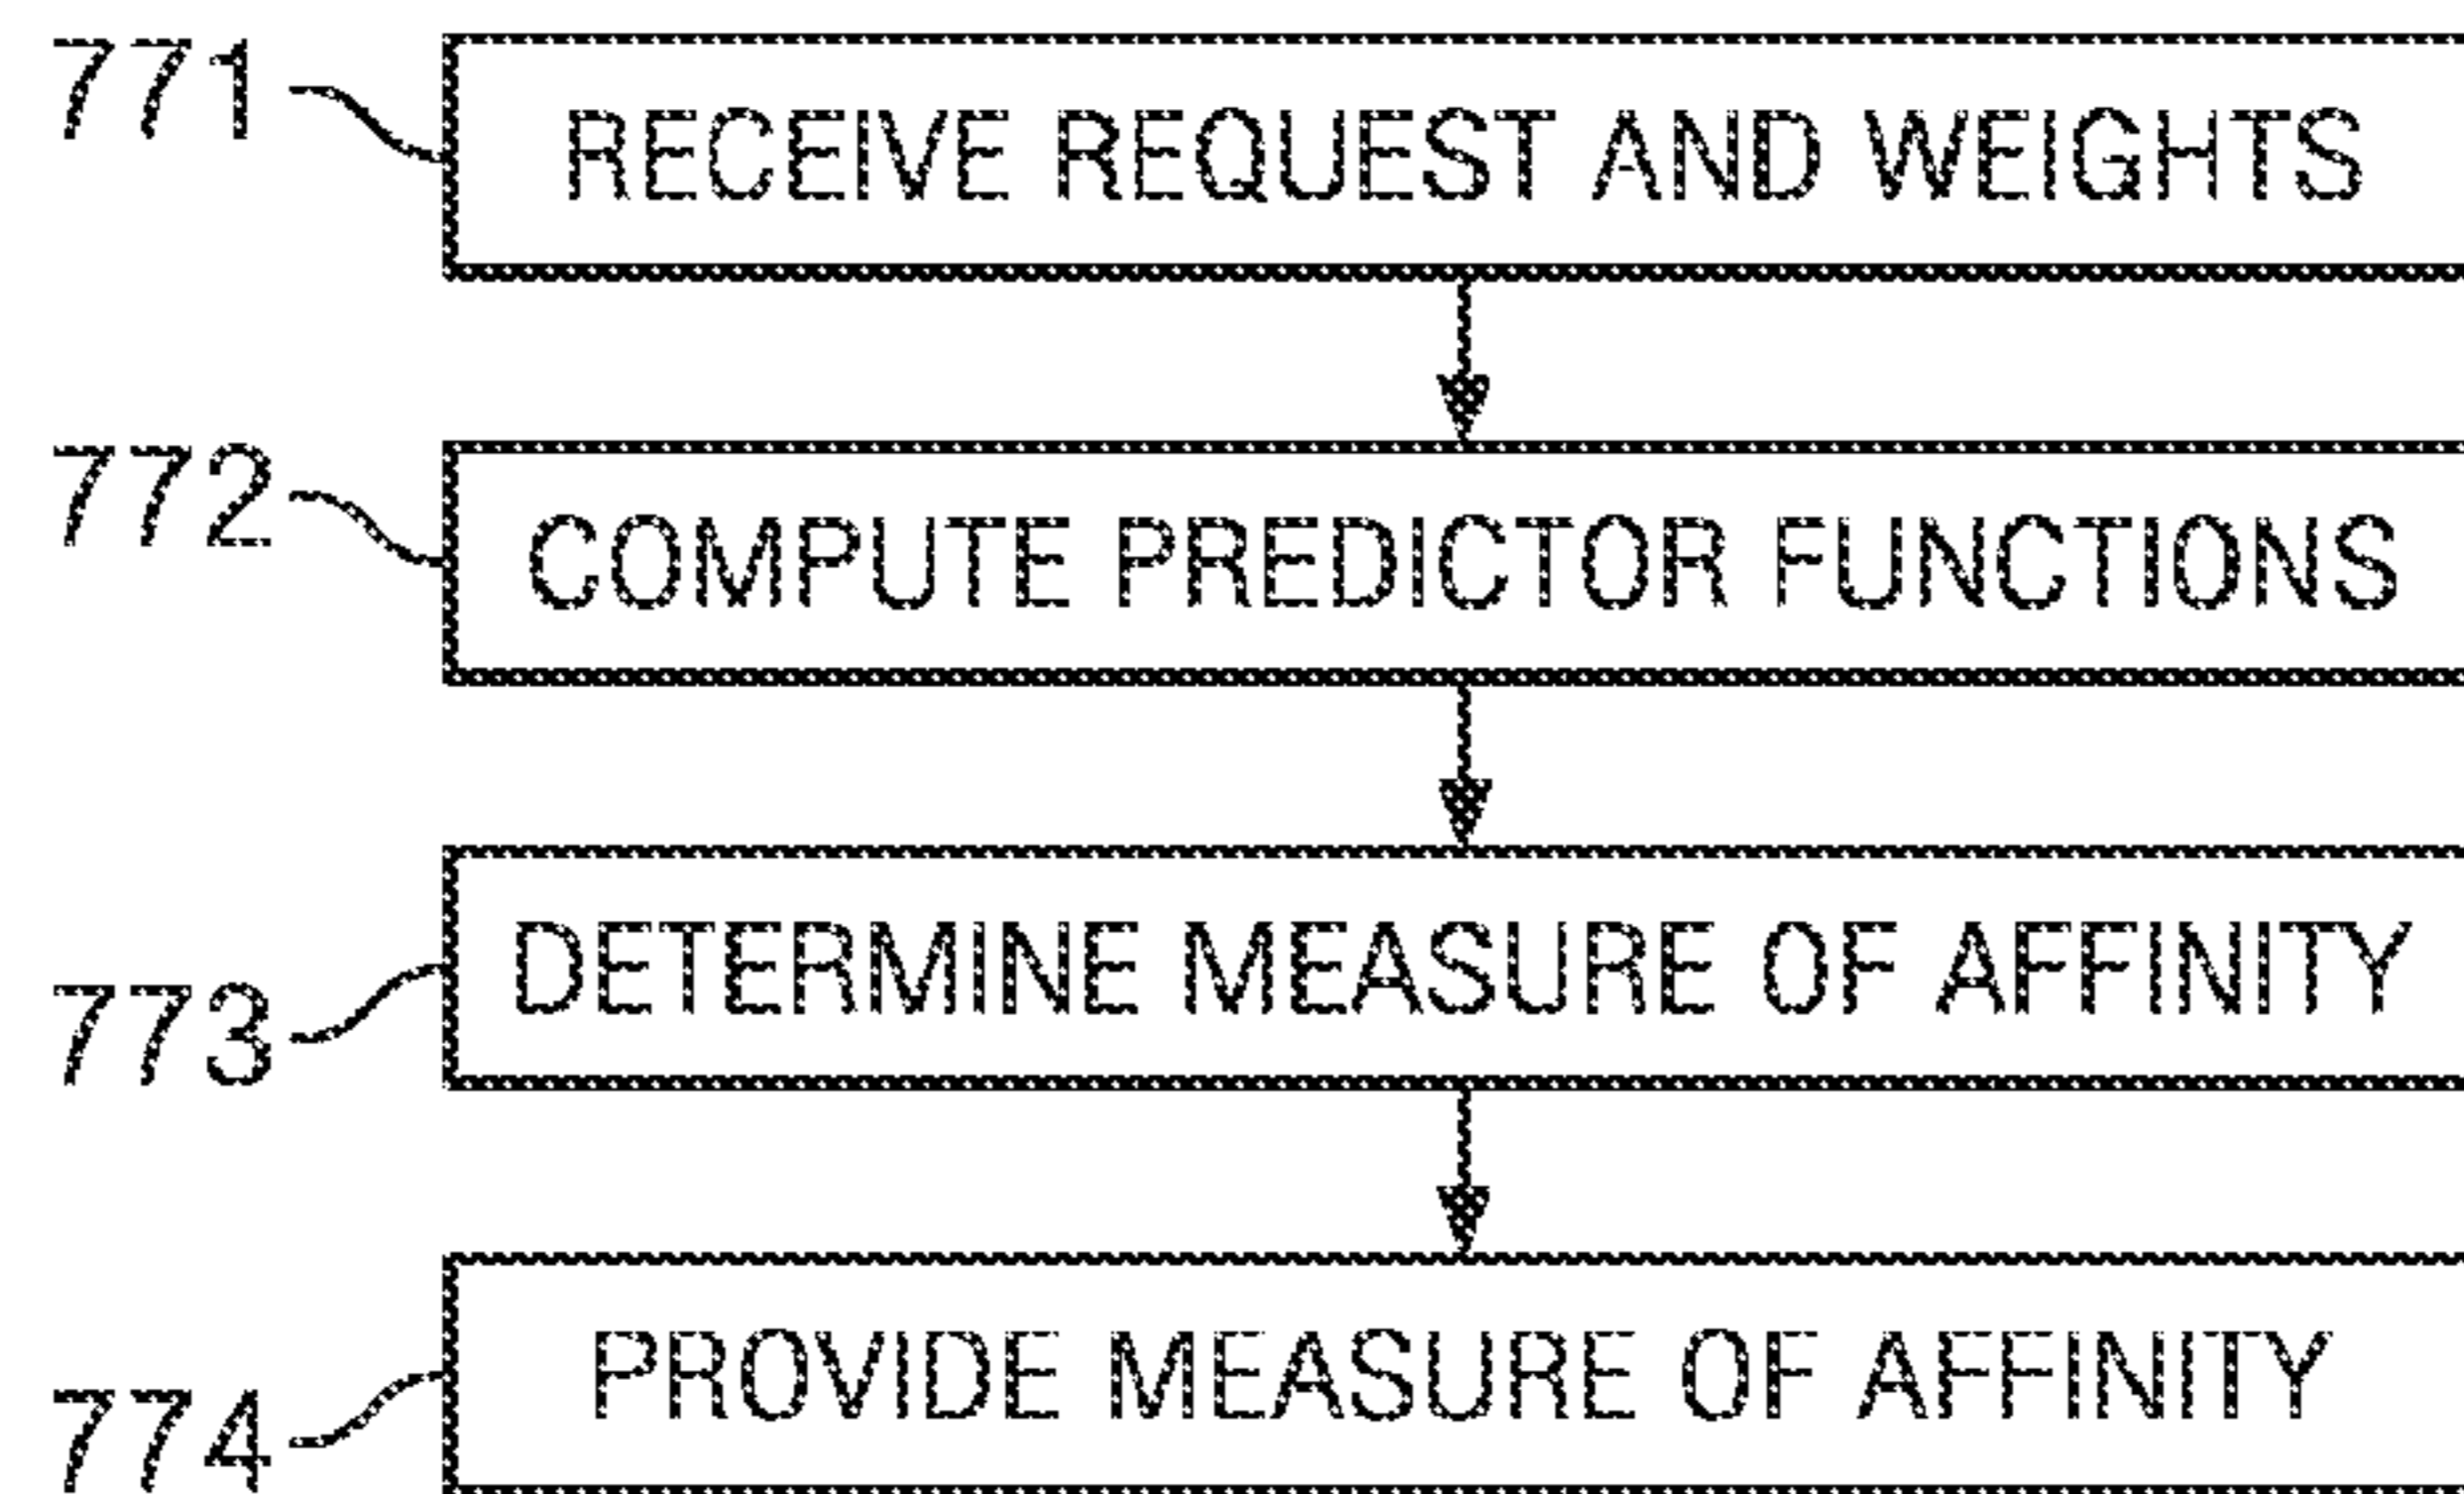 771 RECEIVE REQUEST AND WEIGHTS
772 COMPUTE PREDICTOR FUNCTIONS
773 DETERMINE MEASURE OF AFFINITY
774 PROVIDE MEASURE OF AFFINITY